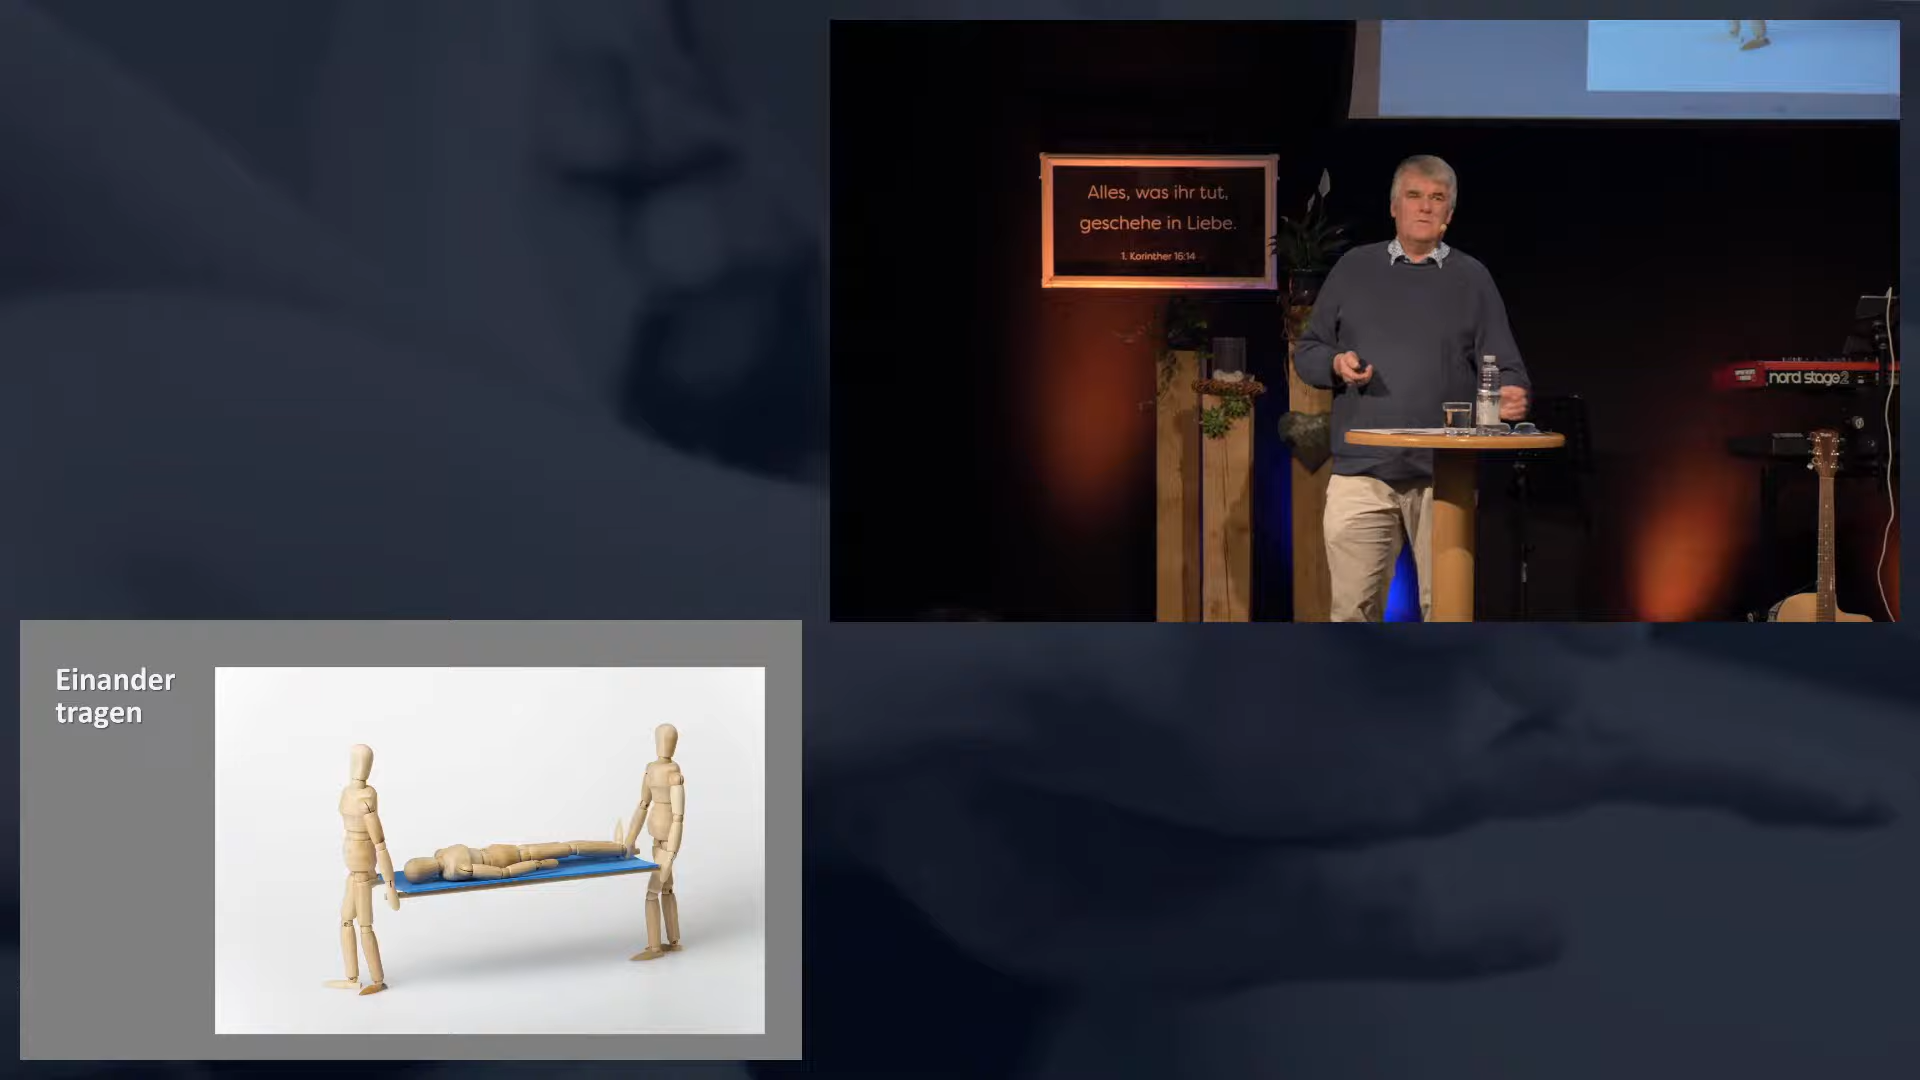 Alles, was ihr tut,
geschehe in Liebe.
1. Korinther 16:14
nord stage 2
Einander
tragen